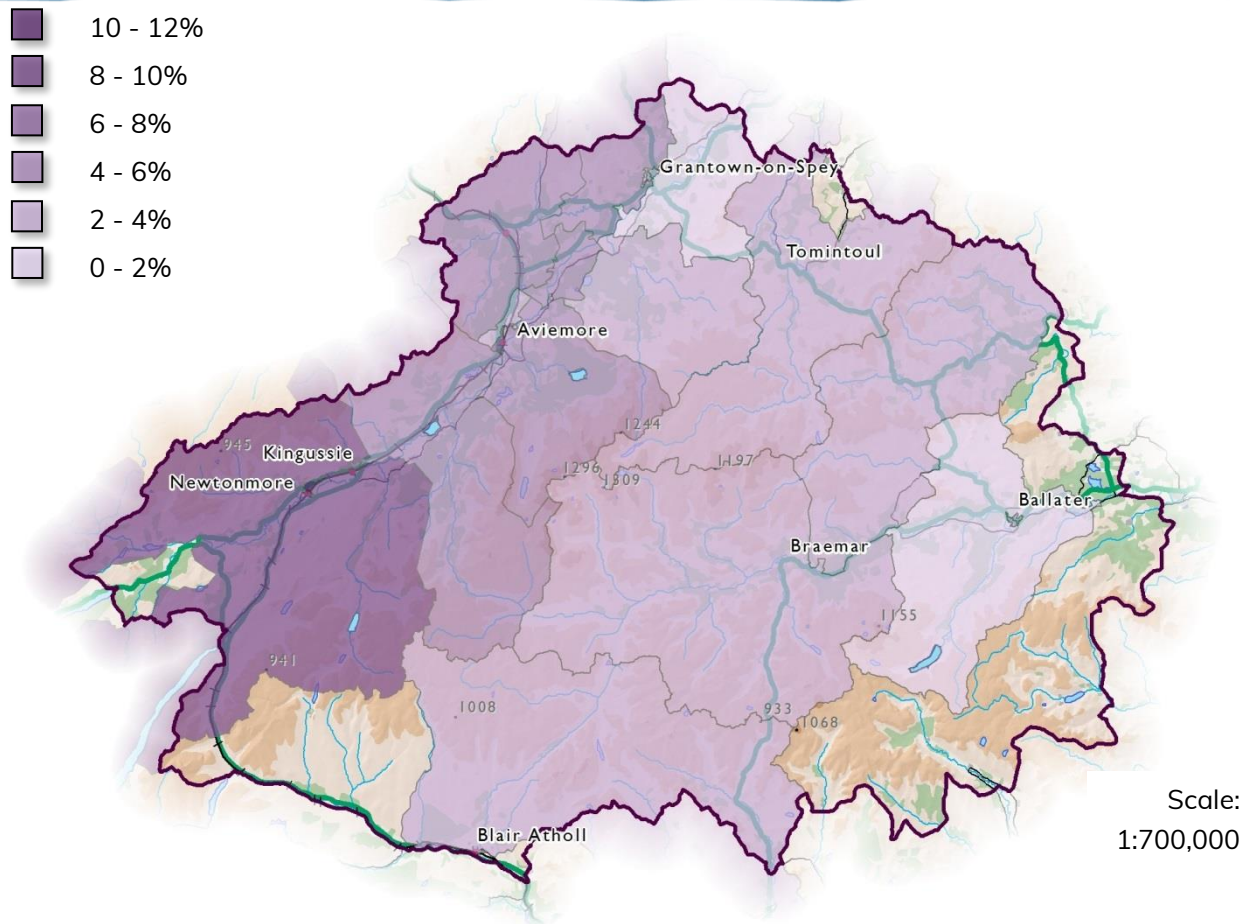 10 - 12%
8 - 10%
6 - 8%
4 - 6%
2 - 4%
0 - 2%
Grantown-on-Spey
Tomintoul
Aviemore
1244
945
Kingussie
1296
1309
1197
Newtonmore
Ballater
Braemar
1155
941
1008
933
1068
Blair Atholl
Scale:
1:700,000